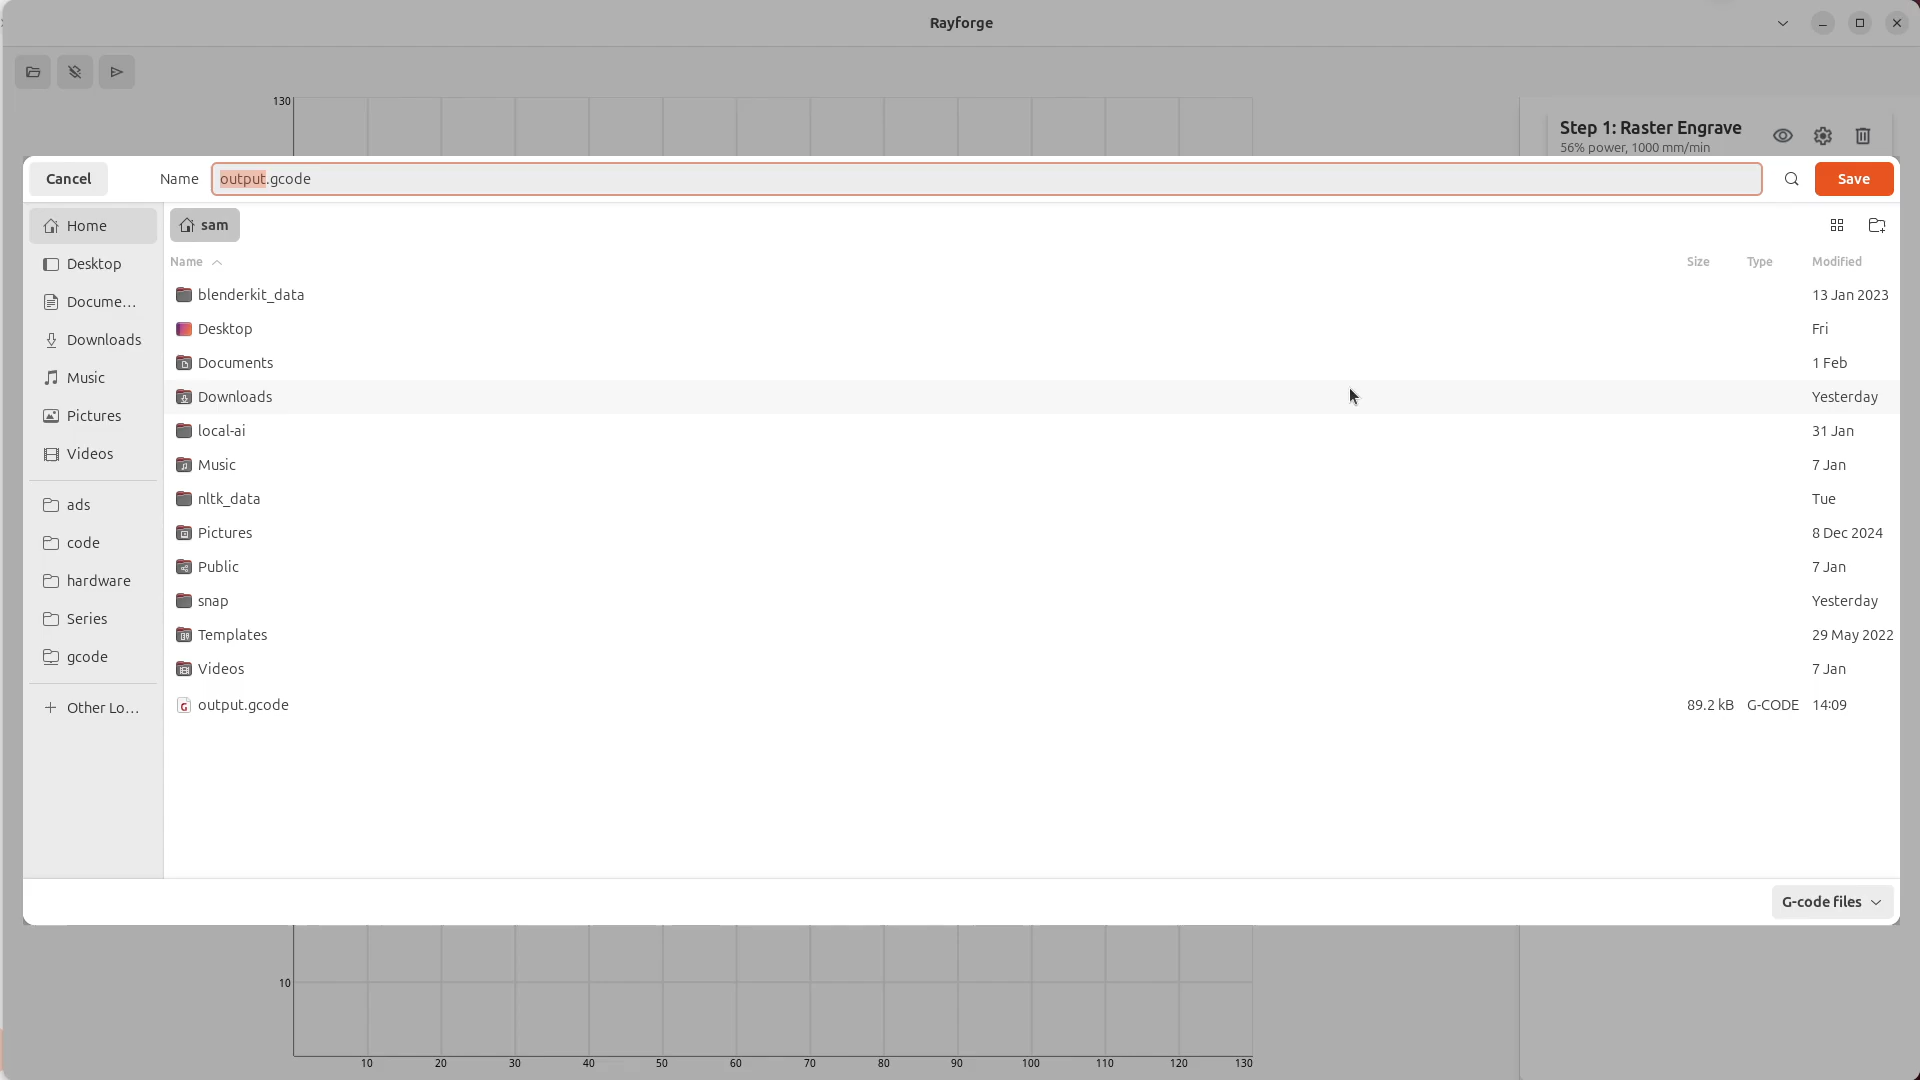 Rayforge
130
Step 1: Raster Engrave
56% power, 1000 mm/min
Cancel
Name
output.gcode
Save
Home
Desktop
Docume…
Downloads
Music
Pictures
Videos
ads
code
hardware
Series
gcode
Other Lo…
sam
Name Size Type Modified
blenderkit_data 13 Jan 2023
Desktop Fri
Documents 1 Feb
Downloads Yesterday
local-ai 31 Jan
Music 7 Jan
nltk_data Tue
Pictures 8 Dec 2024
Public 7 Jan
snap Yesterday
Templates 29 May 2022
Videos 7 Jan
output.gcode 89.2 kB G-CODE 14:09
G-code files
10
10 20 30 40 50 60 70 80 90 100 110 120 130